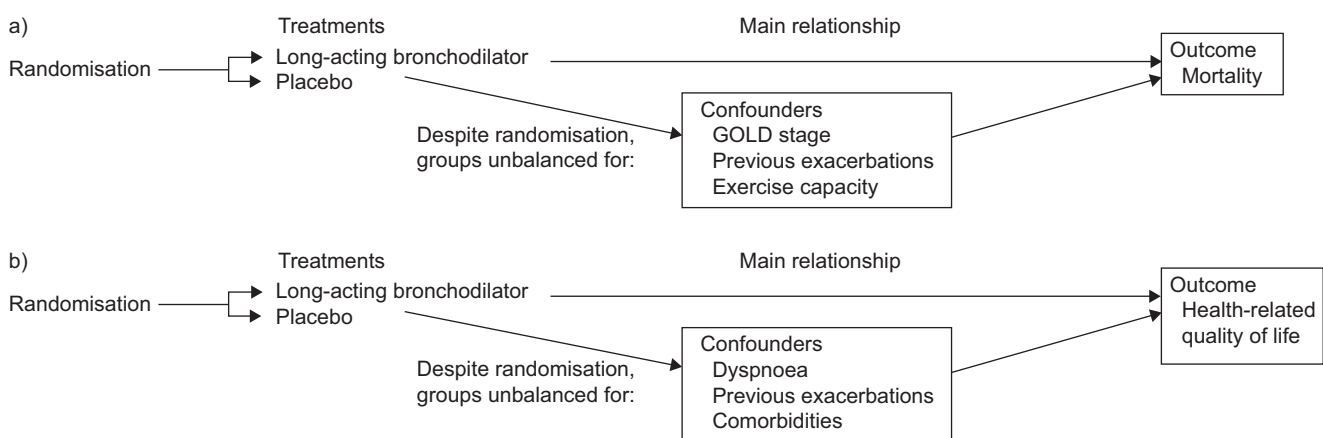 a)
Treatments
Main relationship
Randomisation
Long-acting bronchodilator
Placebo
Outcome
Mortality
Despite randomisation,
groups unbalanced for:
Confounders
GOLD stage
Previous exacerbations
Exercise capacity
b)
Treatments
Main relationship
Randomisation
Long-acting bronchodilator
Placebo
Outcome
Health-related
quality of life
Despite randomisation,
groups unbalanced for:
Confounders
Dyspnoea
Previous exacerbations
Comorbidities